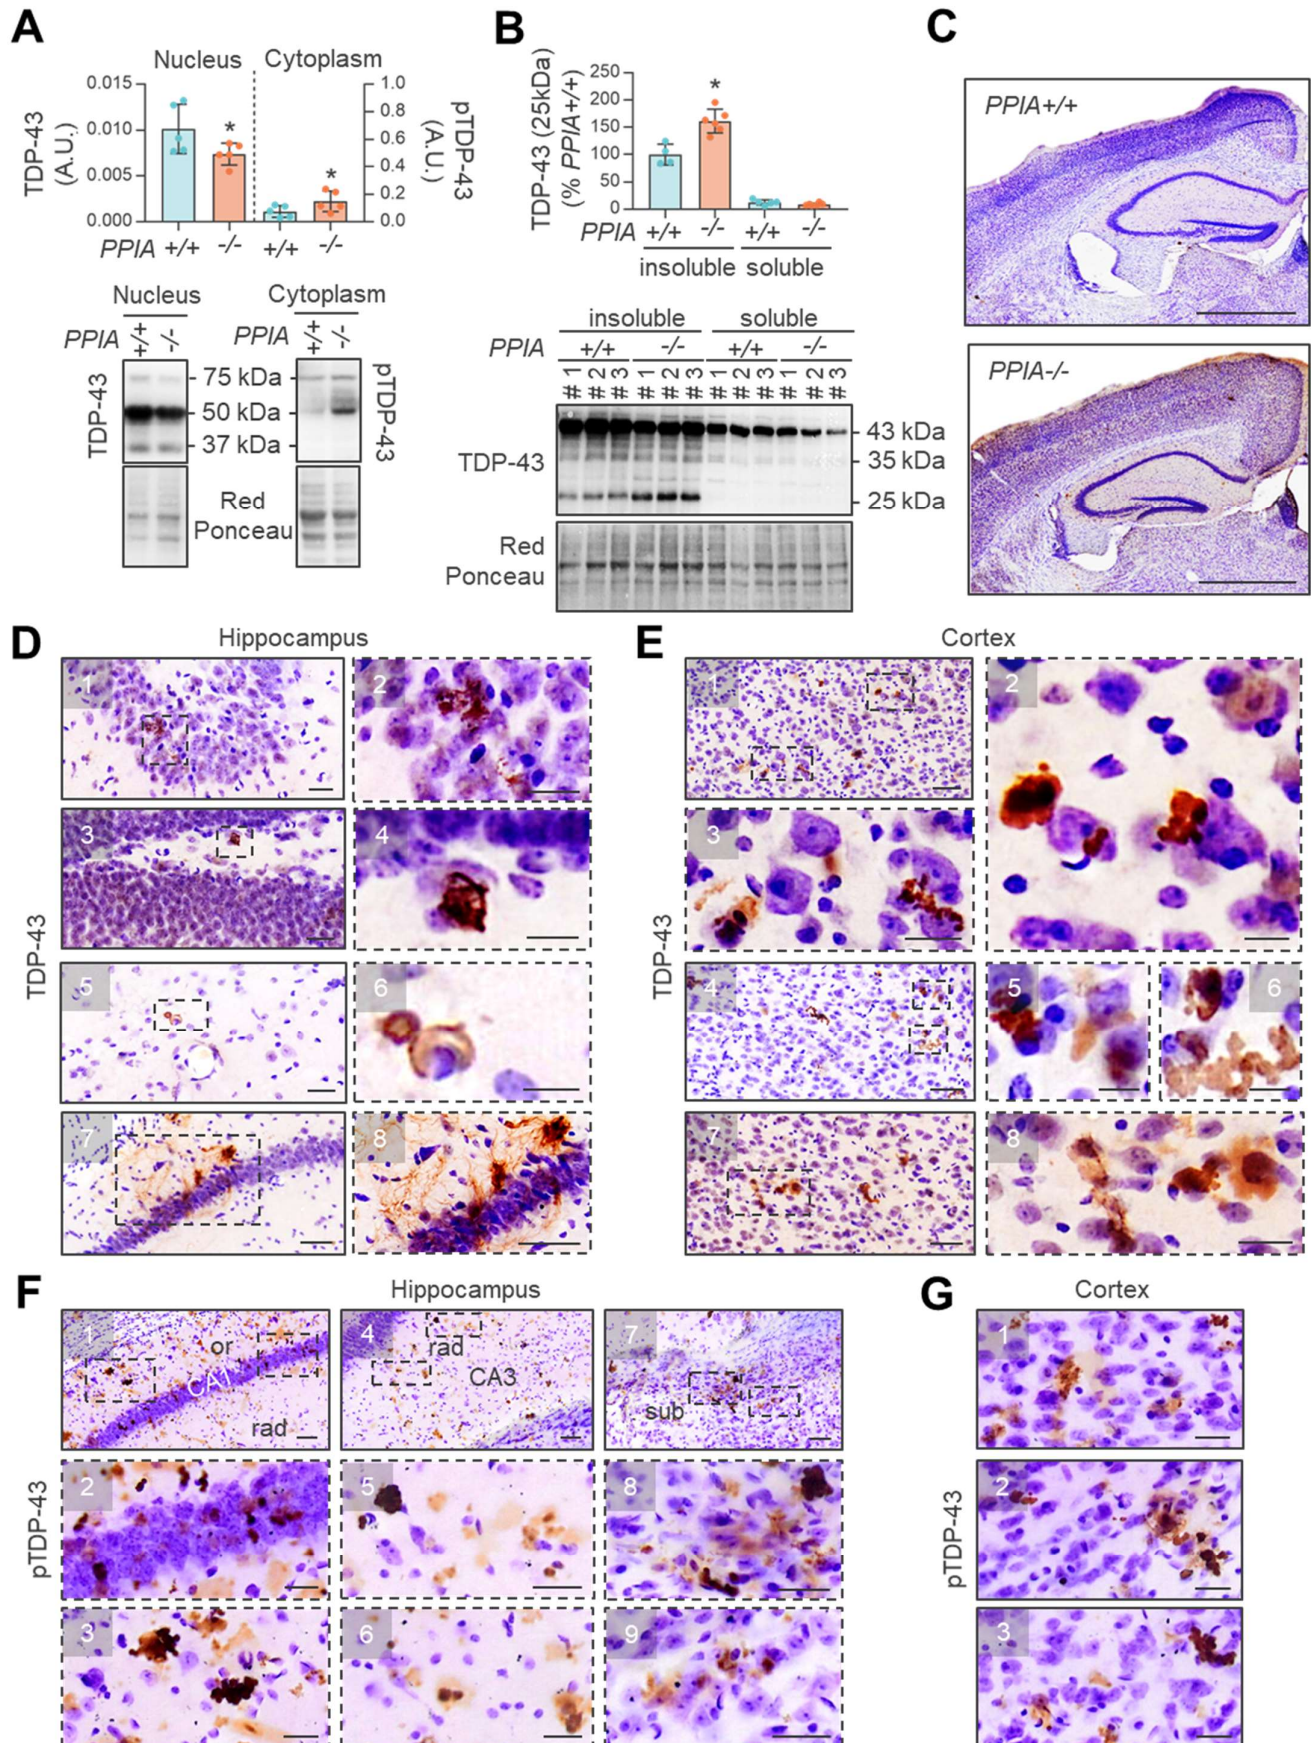 A
Nucleus Cytoplasm
TDP-43
(A.U.)
0.015
0.010
0.005
0.000
*
*
1.0
0.8
0.6
0.4
0.2
0.0
pTDP-43
(A.U.)
PPIA +/+ -/- +/+ -/-
Nucleus Cytoplasm
PPIA +/+ -/- PPIA +/+ -/-
TDP-43
75 kDa
50 kDa
37 kDa
pTDP-43
Red
Ponceau
B
TDP-43 (25kDa)
(% PPIA+/+)
250
200
150
100
50
0
*
PPIA +/+ -/- +/+ -/-
insoluble soluble
insoluble soluble
PPIA +/+ -/- +/+ -/-
# 1 # 2 # 3 # 1 # 2 # 3 # 1 # 2 # 3 # 1 # 2 # 3
TDP-43
43 kDa
35 kDa
25 kDa
Red
Ponceau
C
PPIA+/+
PPIA-/-
D
Hippocampus
TDP-43
1 2
3 4
5 6
7 8
E
Cortex
TDP-43
1 2
3
4 5 6
7 8
F
Hippocampus
pTDP-43
1 or CA1 rad
4 rad CA3
7 sub
2 5 8
3 6 9
G
Cortex
pTDP-43
1
2
3